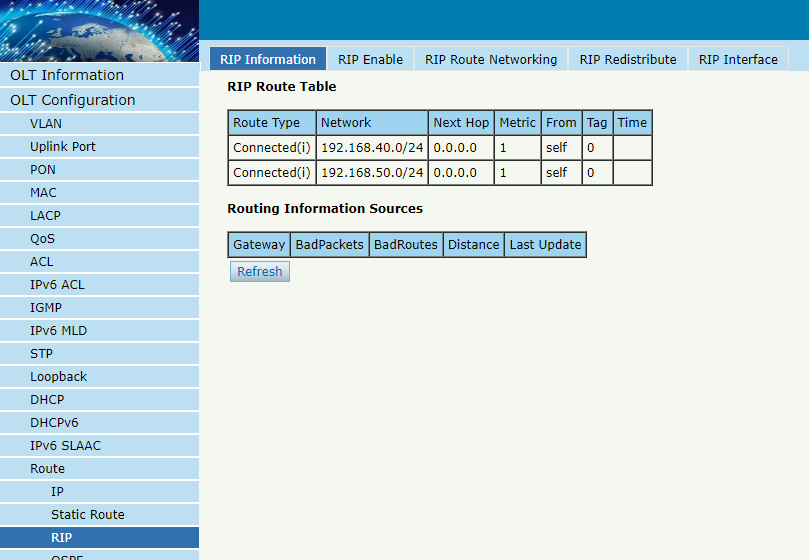 RIP Information RIP Enable RIP Route Networking RIP Redistribute RIP Interface
OLT Information
OLT Configuration
VLAN
Uplink Port
PON
MAC
LACP
QoS
ACL
IPv6 ACL
IGMP
IPv6 MLD
STP
Loopback
DHCP
DHCPv6
IPv6 SLAAC
Route
IP
Static Route
RIP
OSPF
RIP Route Table
Route Type Network Next Hop Metric From Tag Time
Connected(i) 192.168.40.0/24 0.0.0.0 1 self 0
Connected(i) 192.168.50.0/24 0.0.0.0 1 self 0
Routing Information Sources
Gateway BadPackets BadRoutes Distance Last Update
Refresh